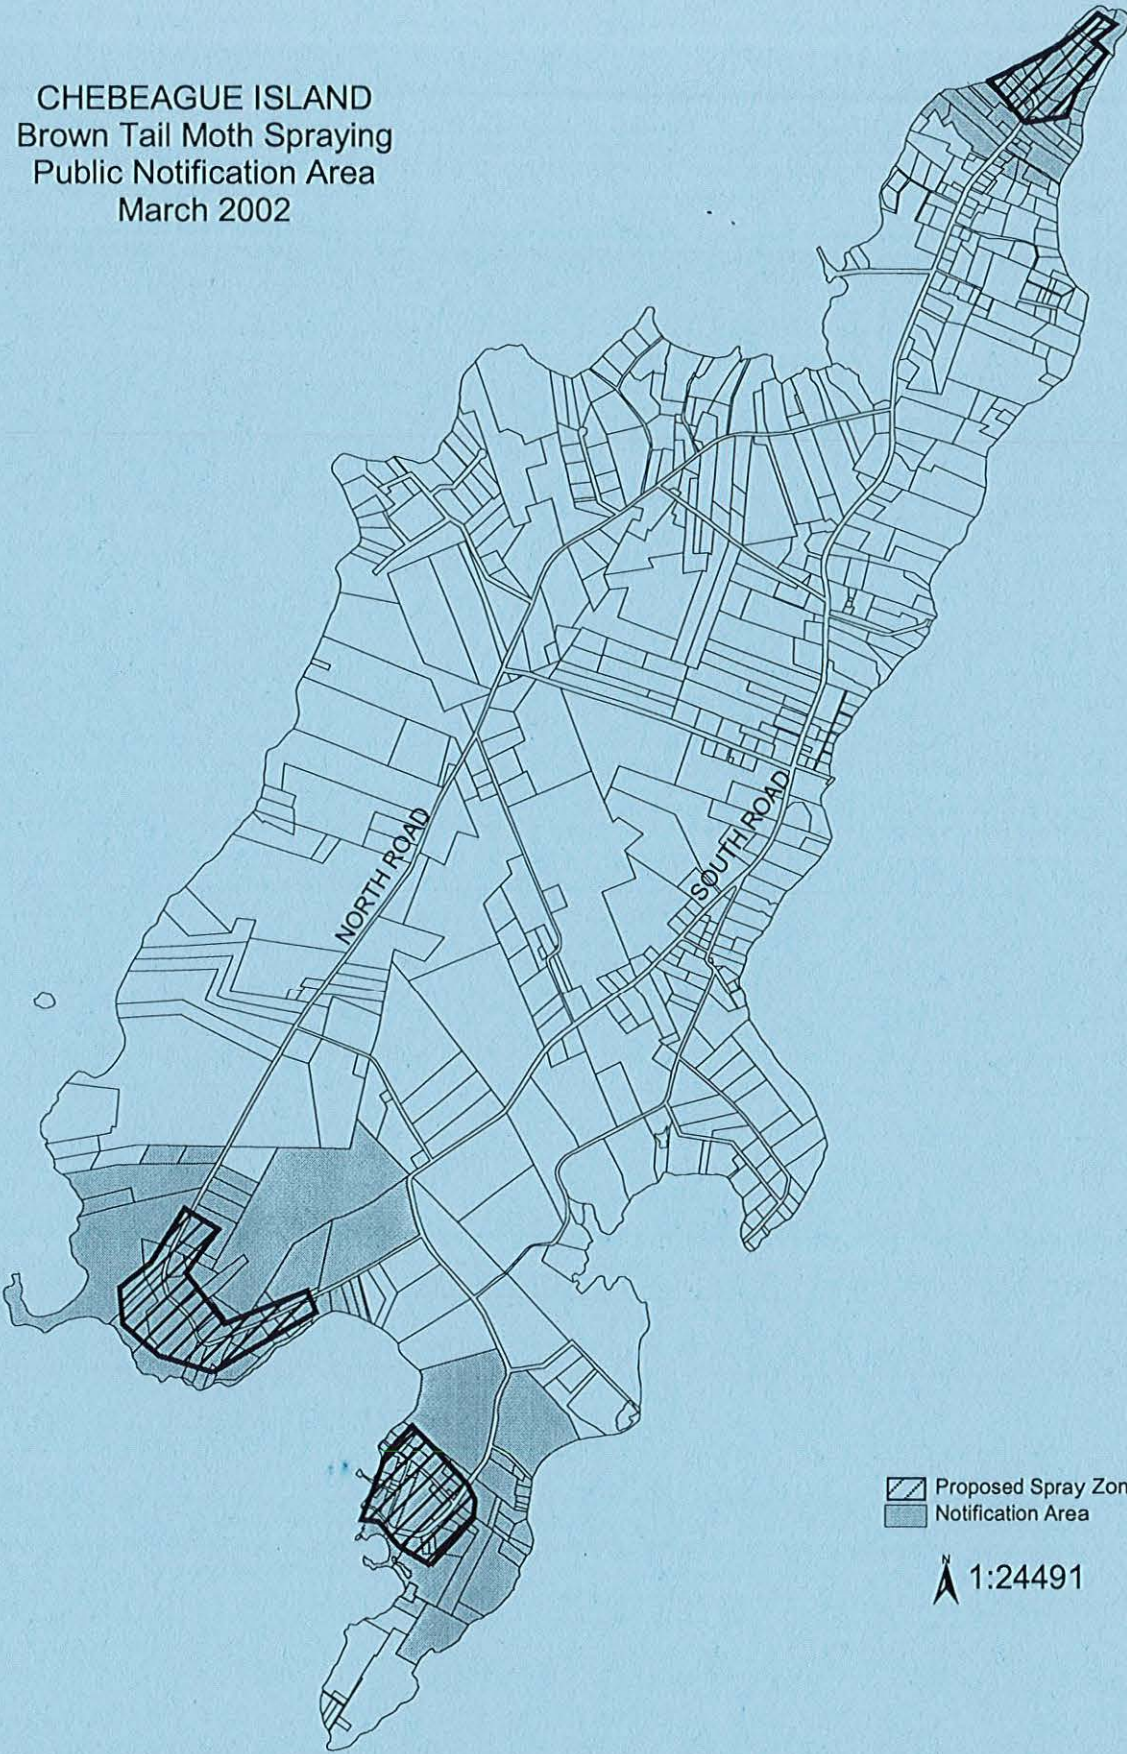 CHEBEAGUE ISLAND
Brown Tail Moth Spraying
Public Notification Area
March 2002
NORTH ROAD
SOUTH ROAD
Proposed Spray Zon
Notification Area
N
1:24491